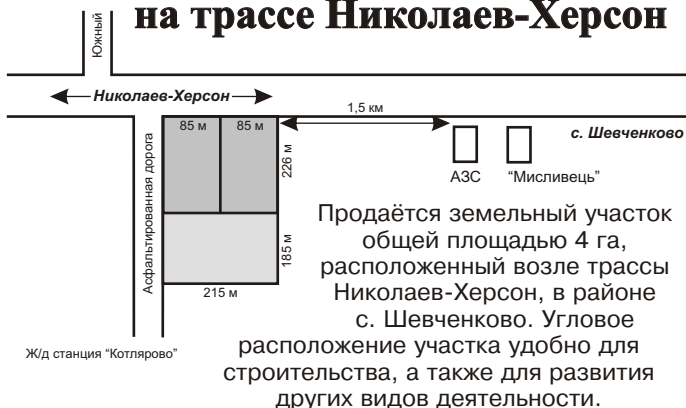 на трассе Николаев-Херсон
Южный
Николаев-Херсон
1,5 км
85 м
85 м
с. Шевченково
226 м
АЗС
“Мисливець”
Асфальтированная дорога
185 м
215 м
Ж/д станция “Котлярово”
Продаётся земельный участок
общей площадью 4 га,
расположенный возле трассы
Николаев-Херсон, в районе
с. Шевченково. Угловое
расположение участка удобно для
строительства, а также для развития
других видов деятельности.